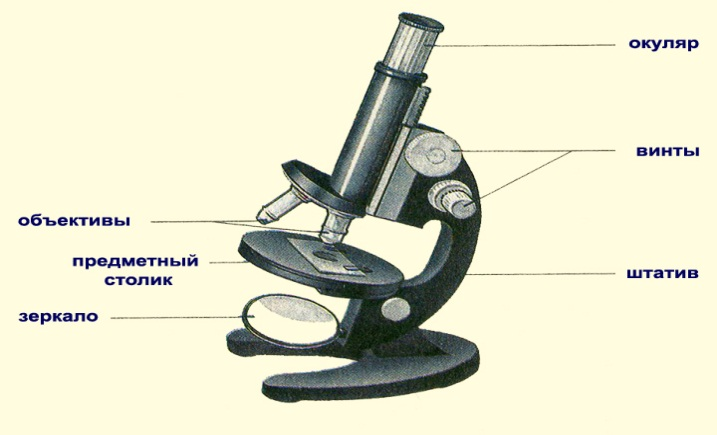 окуляр
винты
объективы
предметный
столик
штатив
зеркало